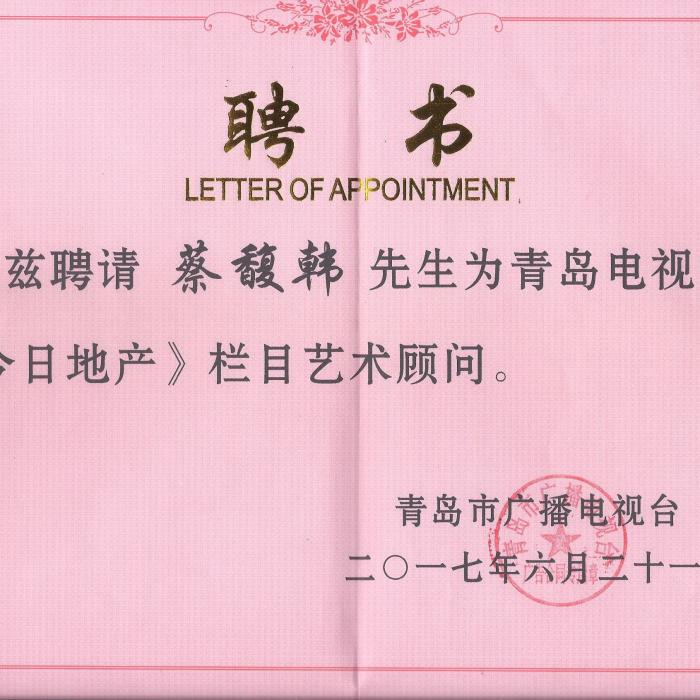 聘 书
LETTER OF APPOINTMENT
兹聘请 蔡馥韩 先生为青岛电视
今日地产》栏目艺术顾问。
青岛市广播电视台
二〇一七年六月二十一